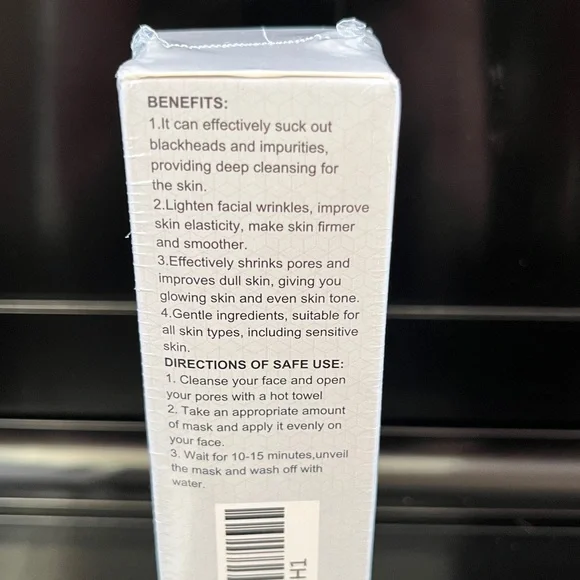 BENEFITS:
1.It can effectively suck out
blackheads and impurities,
providing deep cleansing for
the skin.
2.Lighten facial wrinkles, improve
skin elasticity, make skin firmer
and smoother.
3.Effectively shrinks pores and
improves dull skin, giving you
glowing skin and even skin tone.
4.Gentle ingredients, suitable for
all skin types, including sensitive
skin.
DIRECTIONS OF SAFE USE:
1. Cleanse your face and open
your pores with a hot towel
2. Take an appropriate amount
of mask and apply it evenly on
your face.
3. Wait for 10-15 minutes,unveil
the mask and wash off with
water.
H1